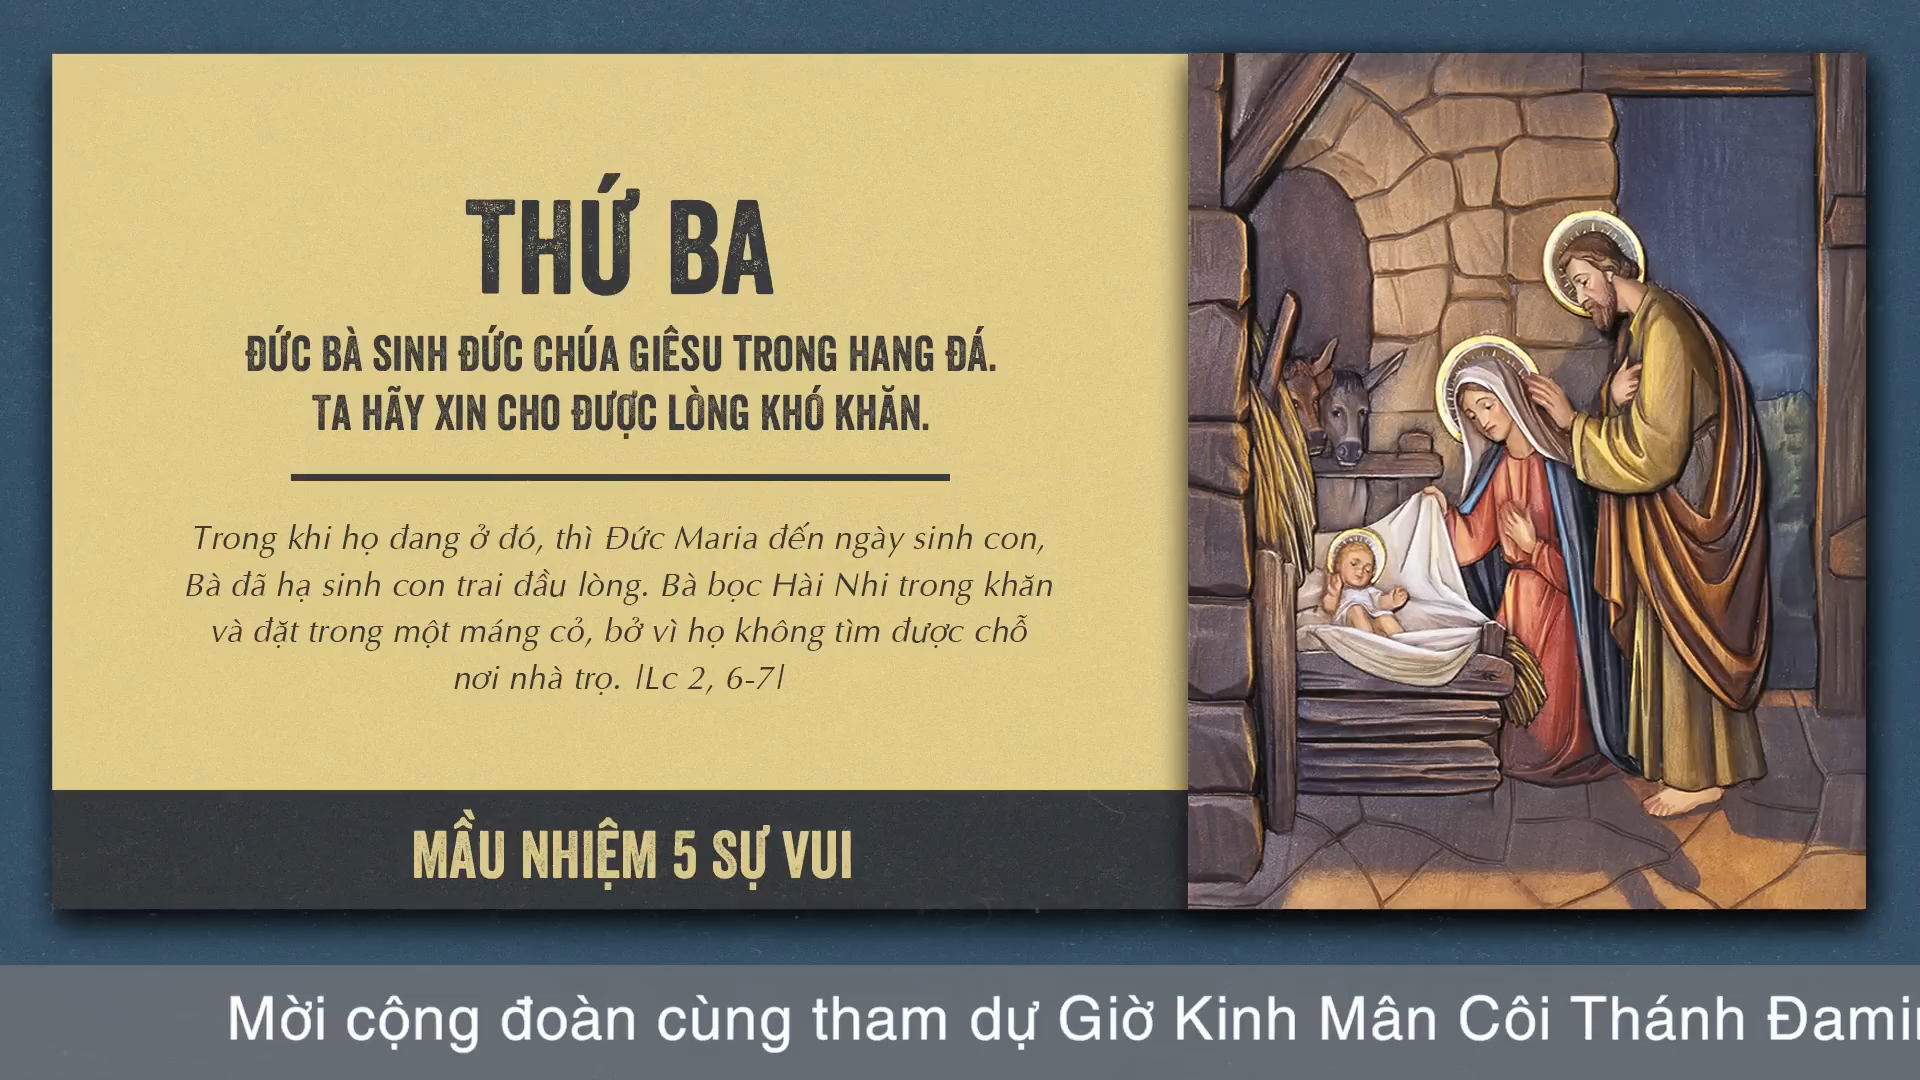 THỨ BA
ĐỨC BÀ SINH ĐỨC CHÚA GIÊSU TRONG HANG ĐÁ.
TA HÃY XIN CHO ĐƯỢC LÒNG KHÓ KHĂN.
Trong khi họ đang ở đó, thì Đức Maria đến ngày sinh con,
Bà đã hạ sinh con trai đầu lòng. Bà bọc Hài Nhi trong khăn
và đặt trong một máng cỏ, bở vì họ không tìm được chỗ
nơi nhà trọ. |Lc 2, 6-7|
MẦU NHIỆM 5 SỰ VUI
Mời cộng đoàn cùng tham dự Giờ Kinh Mân Côi Thánh